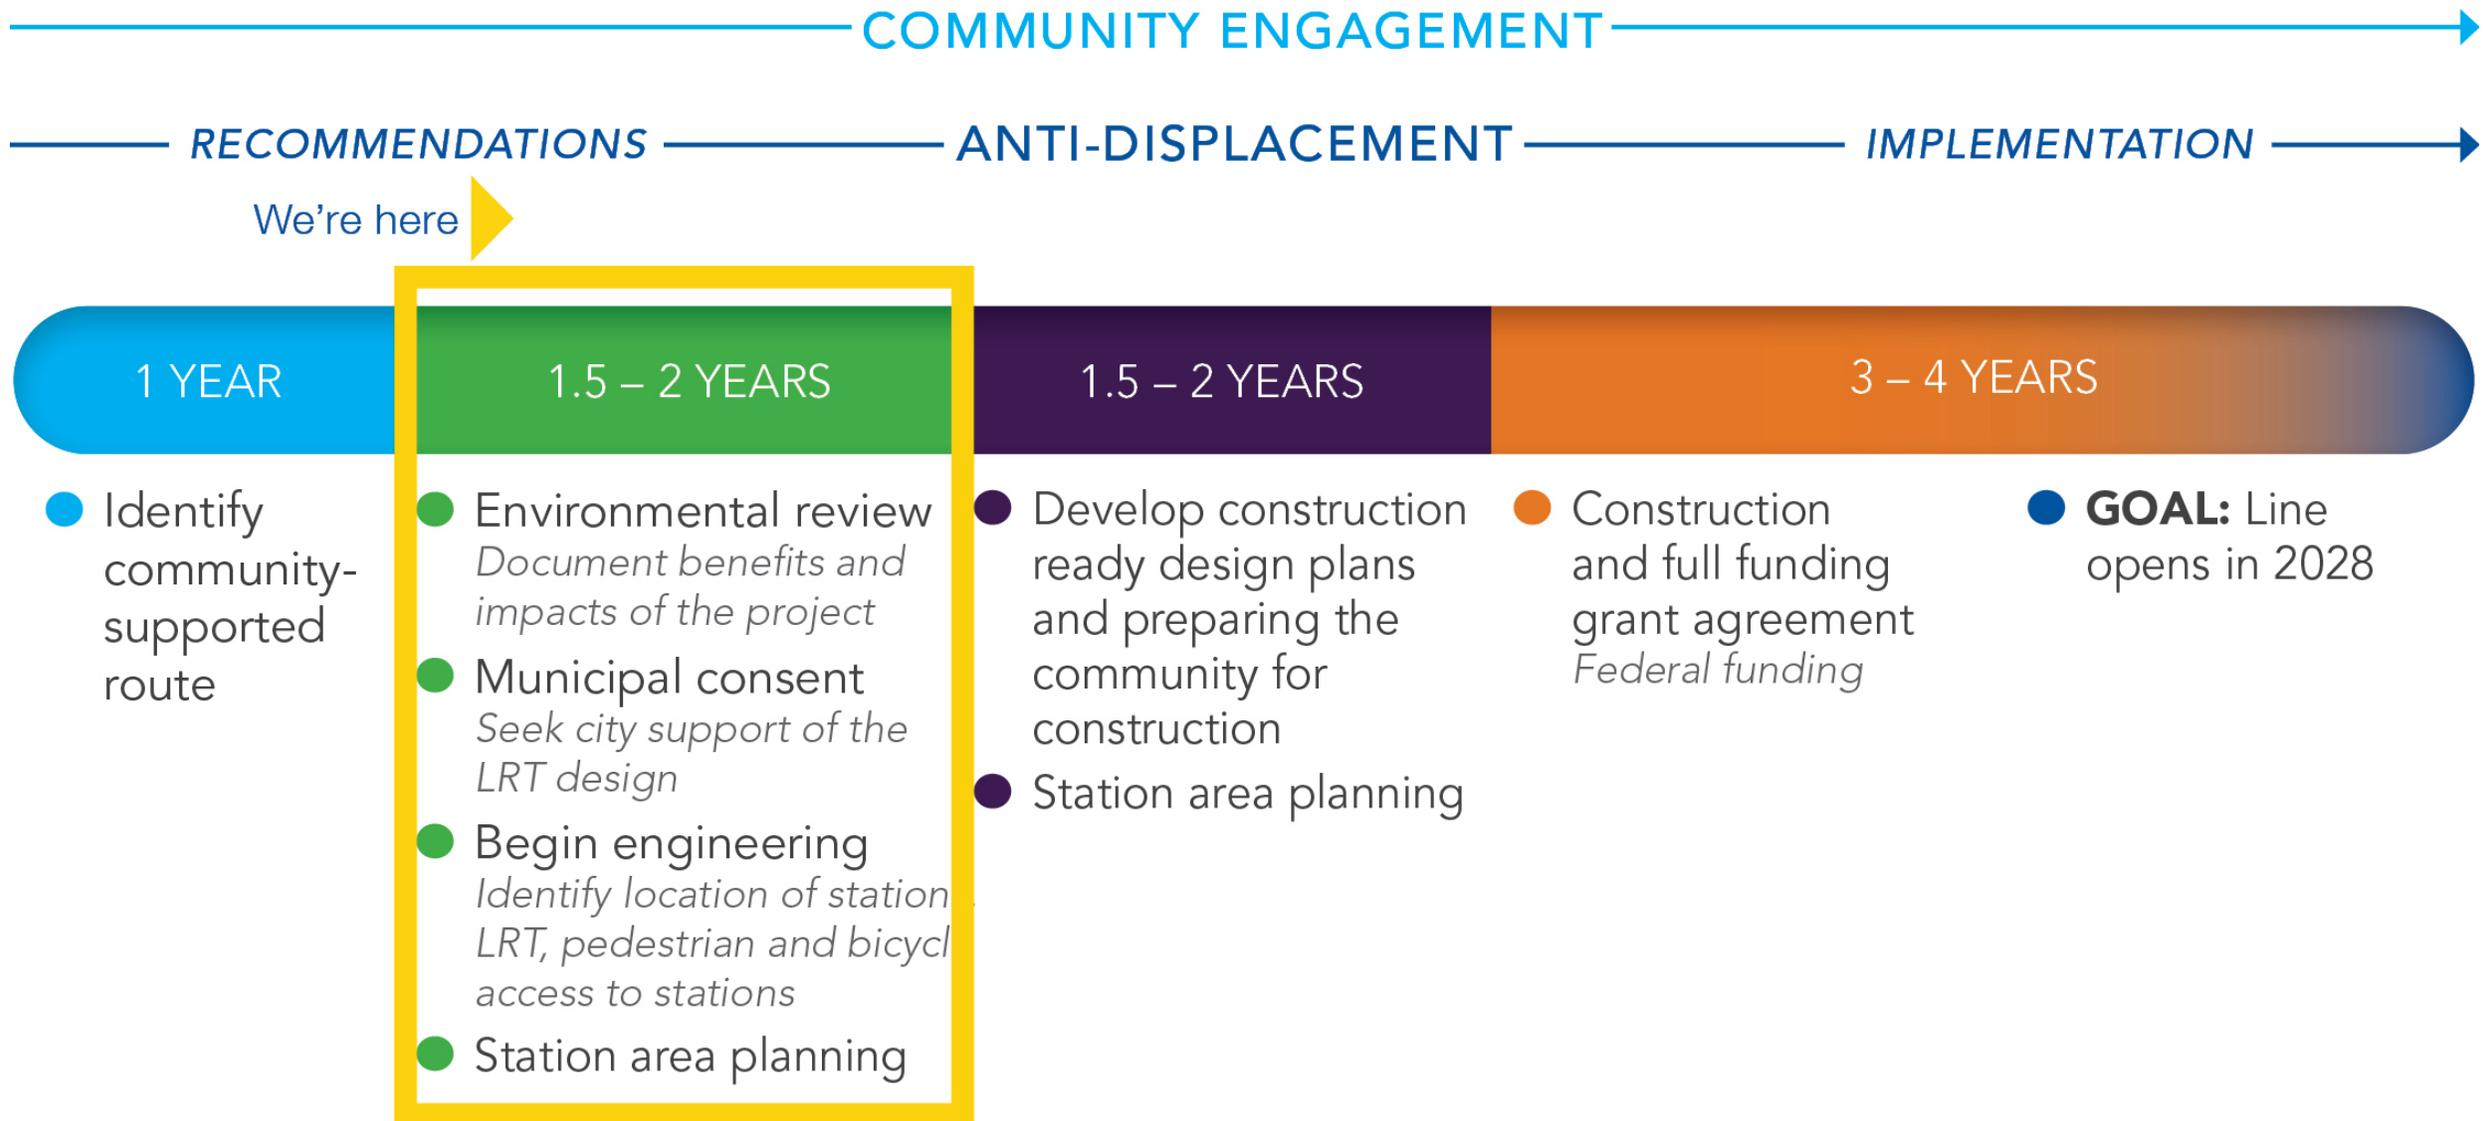 COMMUNITY ENGAGEMENT
RECOMMENDATIONS ANTI-DISPLACEMENT IMPLEMENTATION
We're here
1 YEAR
1.5 – 2 YEARS
1.5 – 2 YEARS
3 – 4 YEARS
Identify
community-
supported
route
Environmental review
Document benefits and
impacts of the project
Municipal consent
Seek city support of the
LRT design
Begin engineering
Identify location of station
LRT, pedestrian and bicycl
access to stations
Station area planning
Develop construction
ready design plans
and preparing the
community for
construction
Station area planning
Construction
and full funding
grant agreement
Federal funding
GOAL: Line
opens in 2028